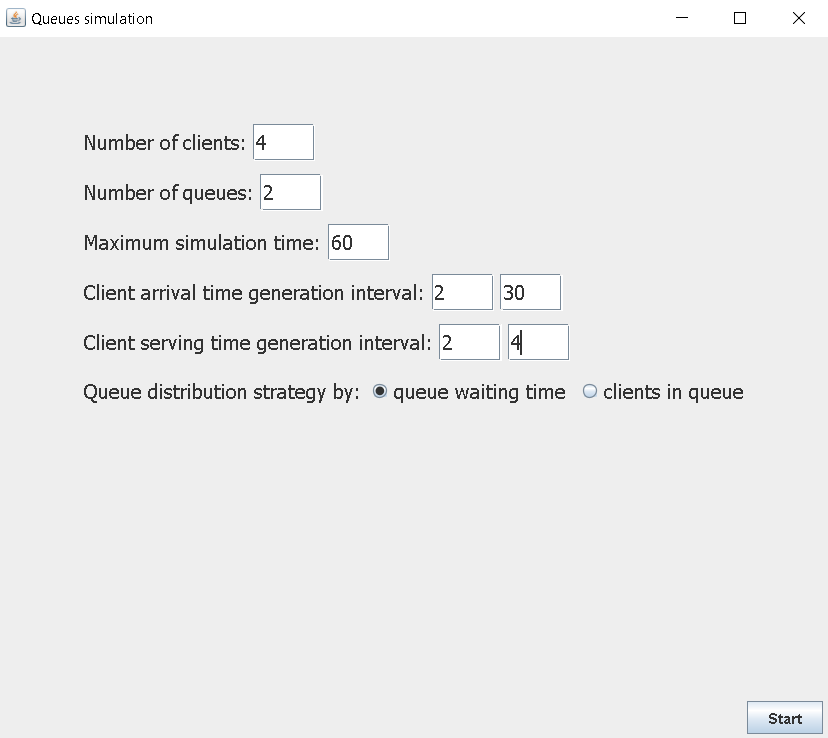 Queues simulation
Number of clients: 4
Number of queues: 2
Maximum simulation time: 60
Client arrival time generation interval: 2 30
Client serving time generation interval: 2 4
Queue distribution strategy by: queue waiting time clients in queue
Start